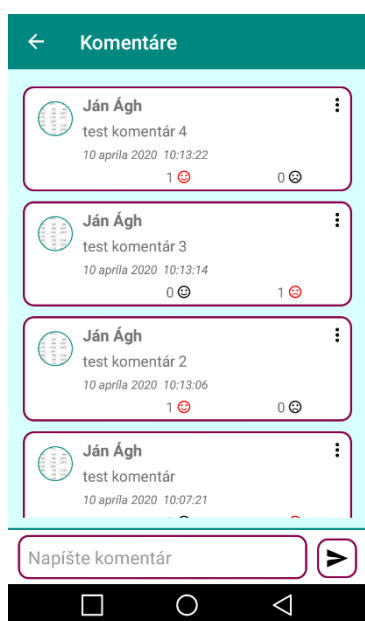 Komentáre
Ján Ágh
test komentár 4
10 apríla 2020 10:13:22
1 0
Ján Ágh
test komentár 3
10 apríla 2020 10:13:14
0 1
Ján Ágh
test komentár 2
10 apríla 2020 10:13:06
1 0
Ján Ágh
test komentár
10 apríla 2020 10:07:21
Napíšte komentár